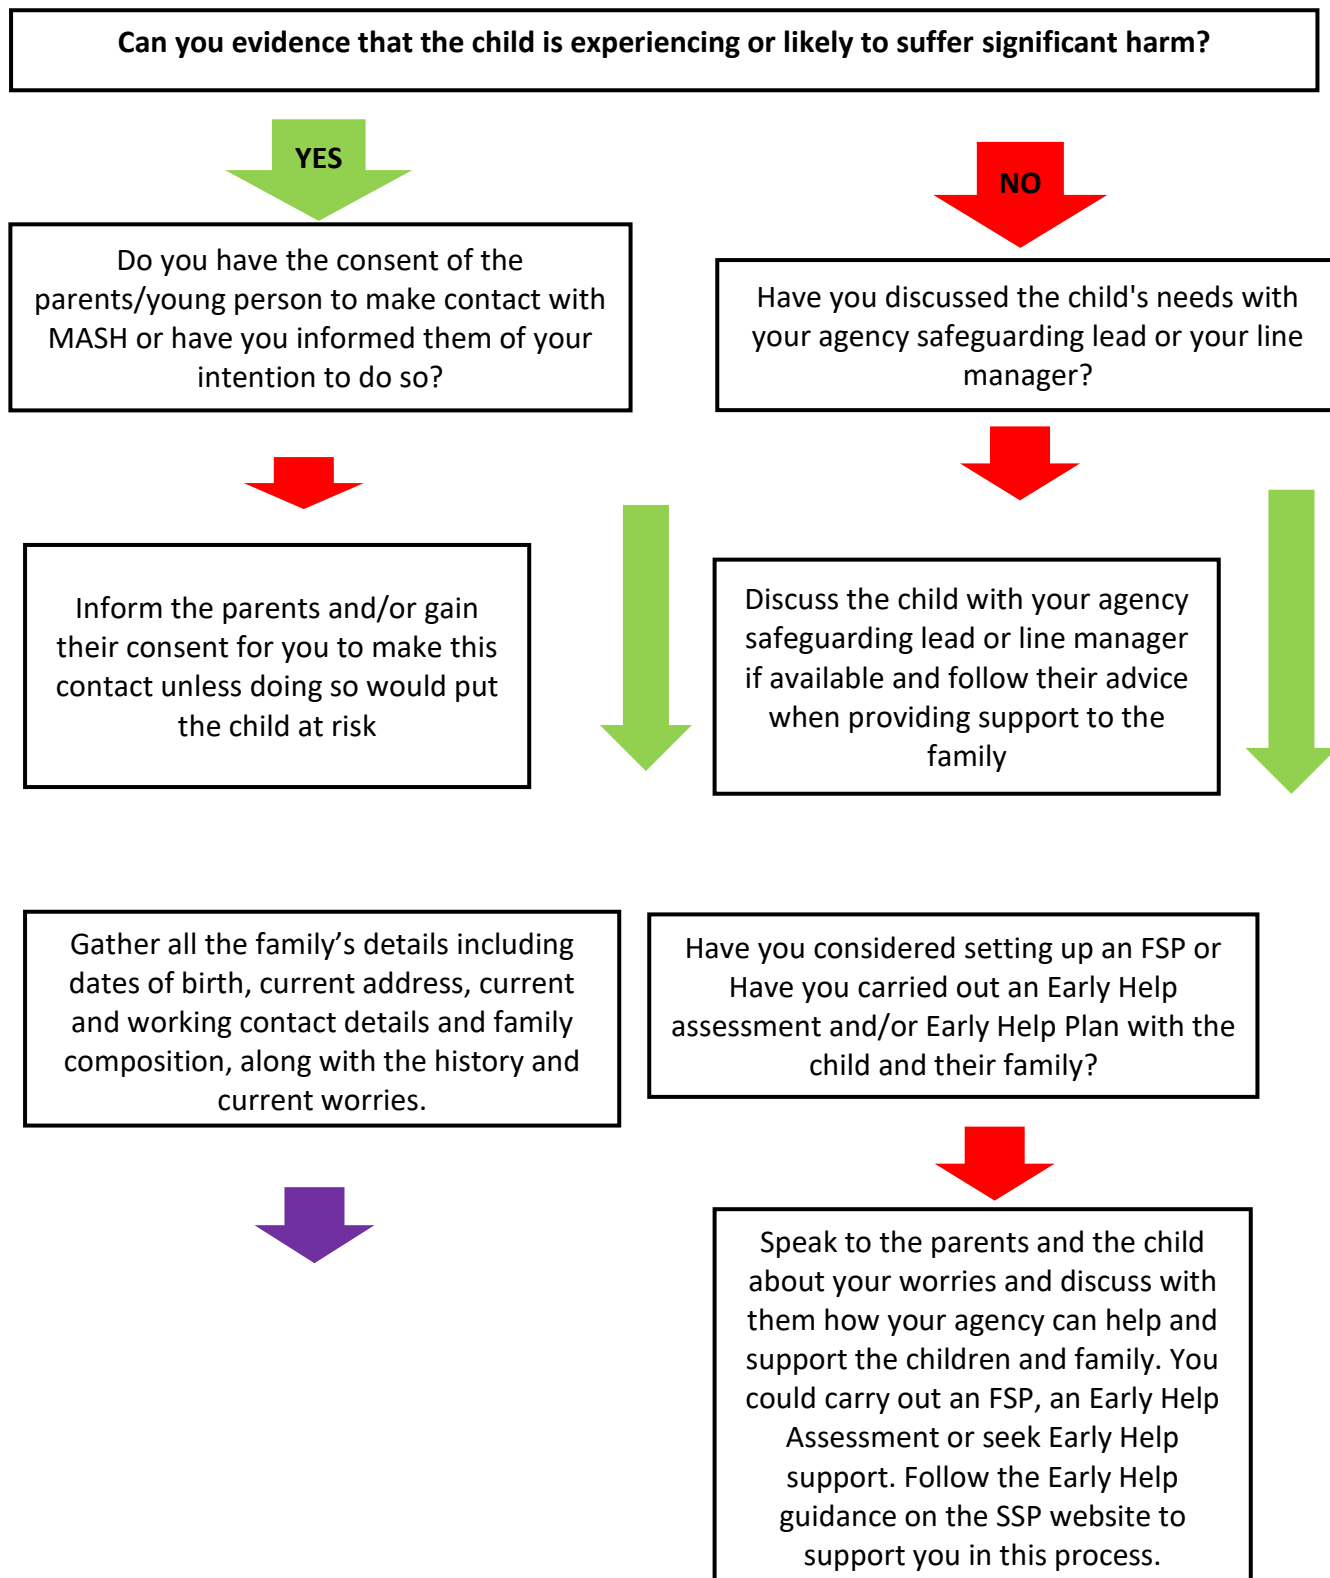 Can you evidence that the child is experiencing or likely to suffer significant harm?
YES
NO
Do you have the consent of the
parents/young person to make contact with
MASH or have you informed them of your
intention to do so?
Have you discussed the child's needs with
your agency safeguarding lead or your line
manager?
Inform the parents and/or gain
their consent for you to make this
contact unless doing so would put
the child at risk
Discuss the child with your agency
safeguarding lead or line manager
if available and follow their advice
when providing support to the
family
Gather all the family’s details including
dates of birth, current address, current
and working contact details and family
composition, along with the history and
current worries.
Have you considered setting up an FSP or
Have you carried out an Early Help
assessment and/or Early Help Plan with the
child and their family?
Speak to the parents and the child
about your worries and discuss with
them how your agency can help and
support the children and family. You
could carry out an FSP, an Early Help
Assessment or seek Early Help
support. Follow the Early Help
guidance on the SSP website to
support you in this process.